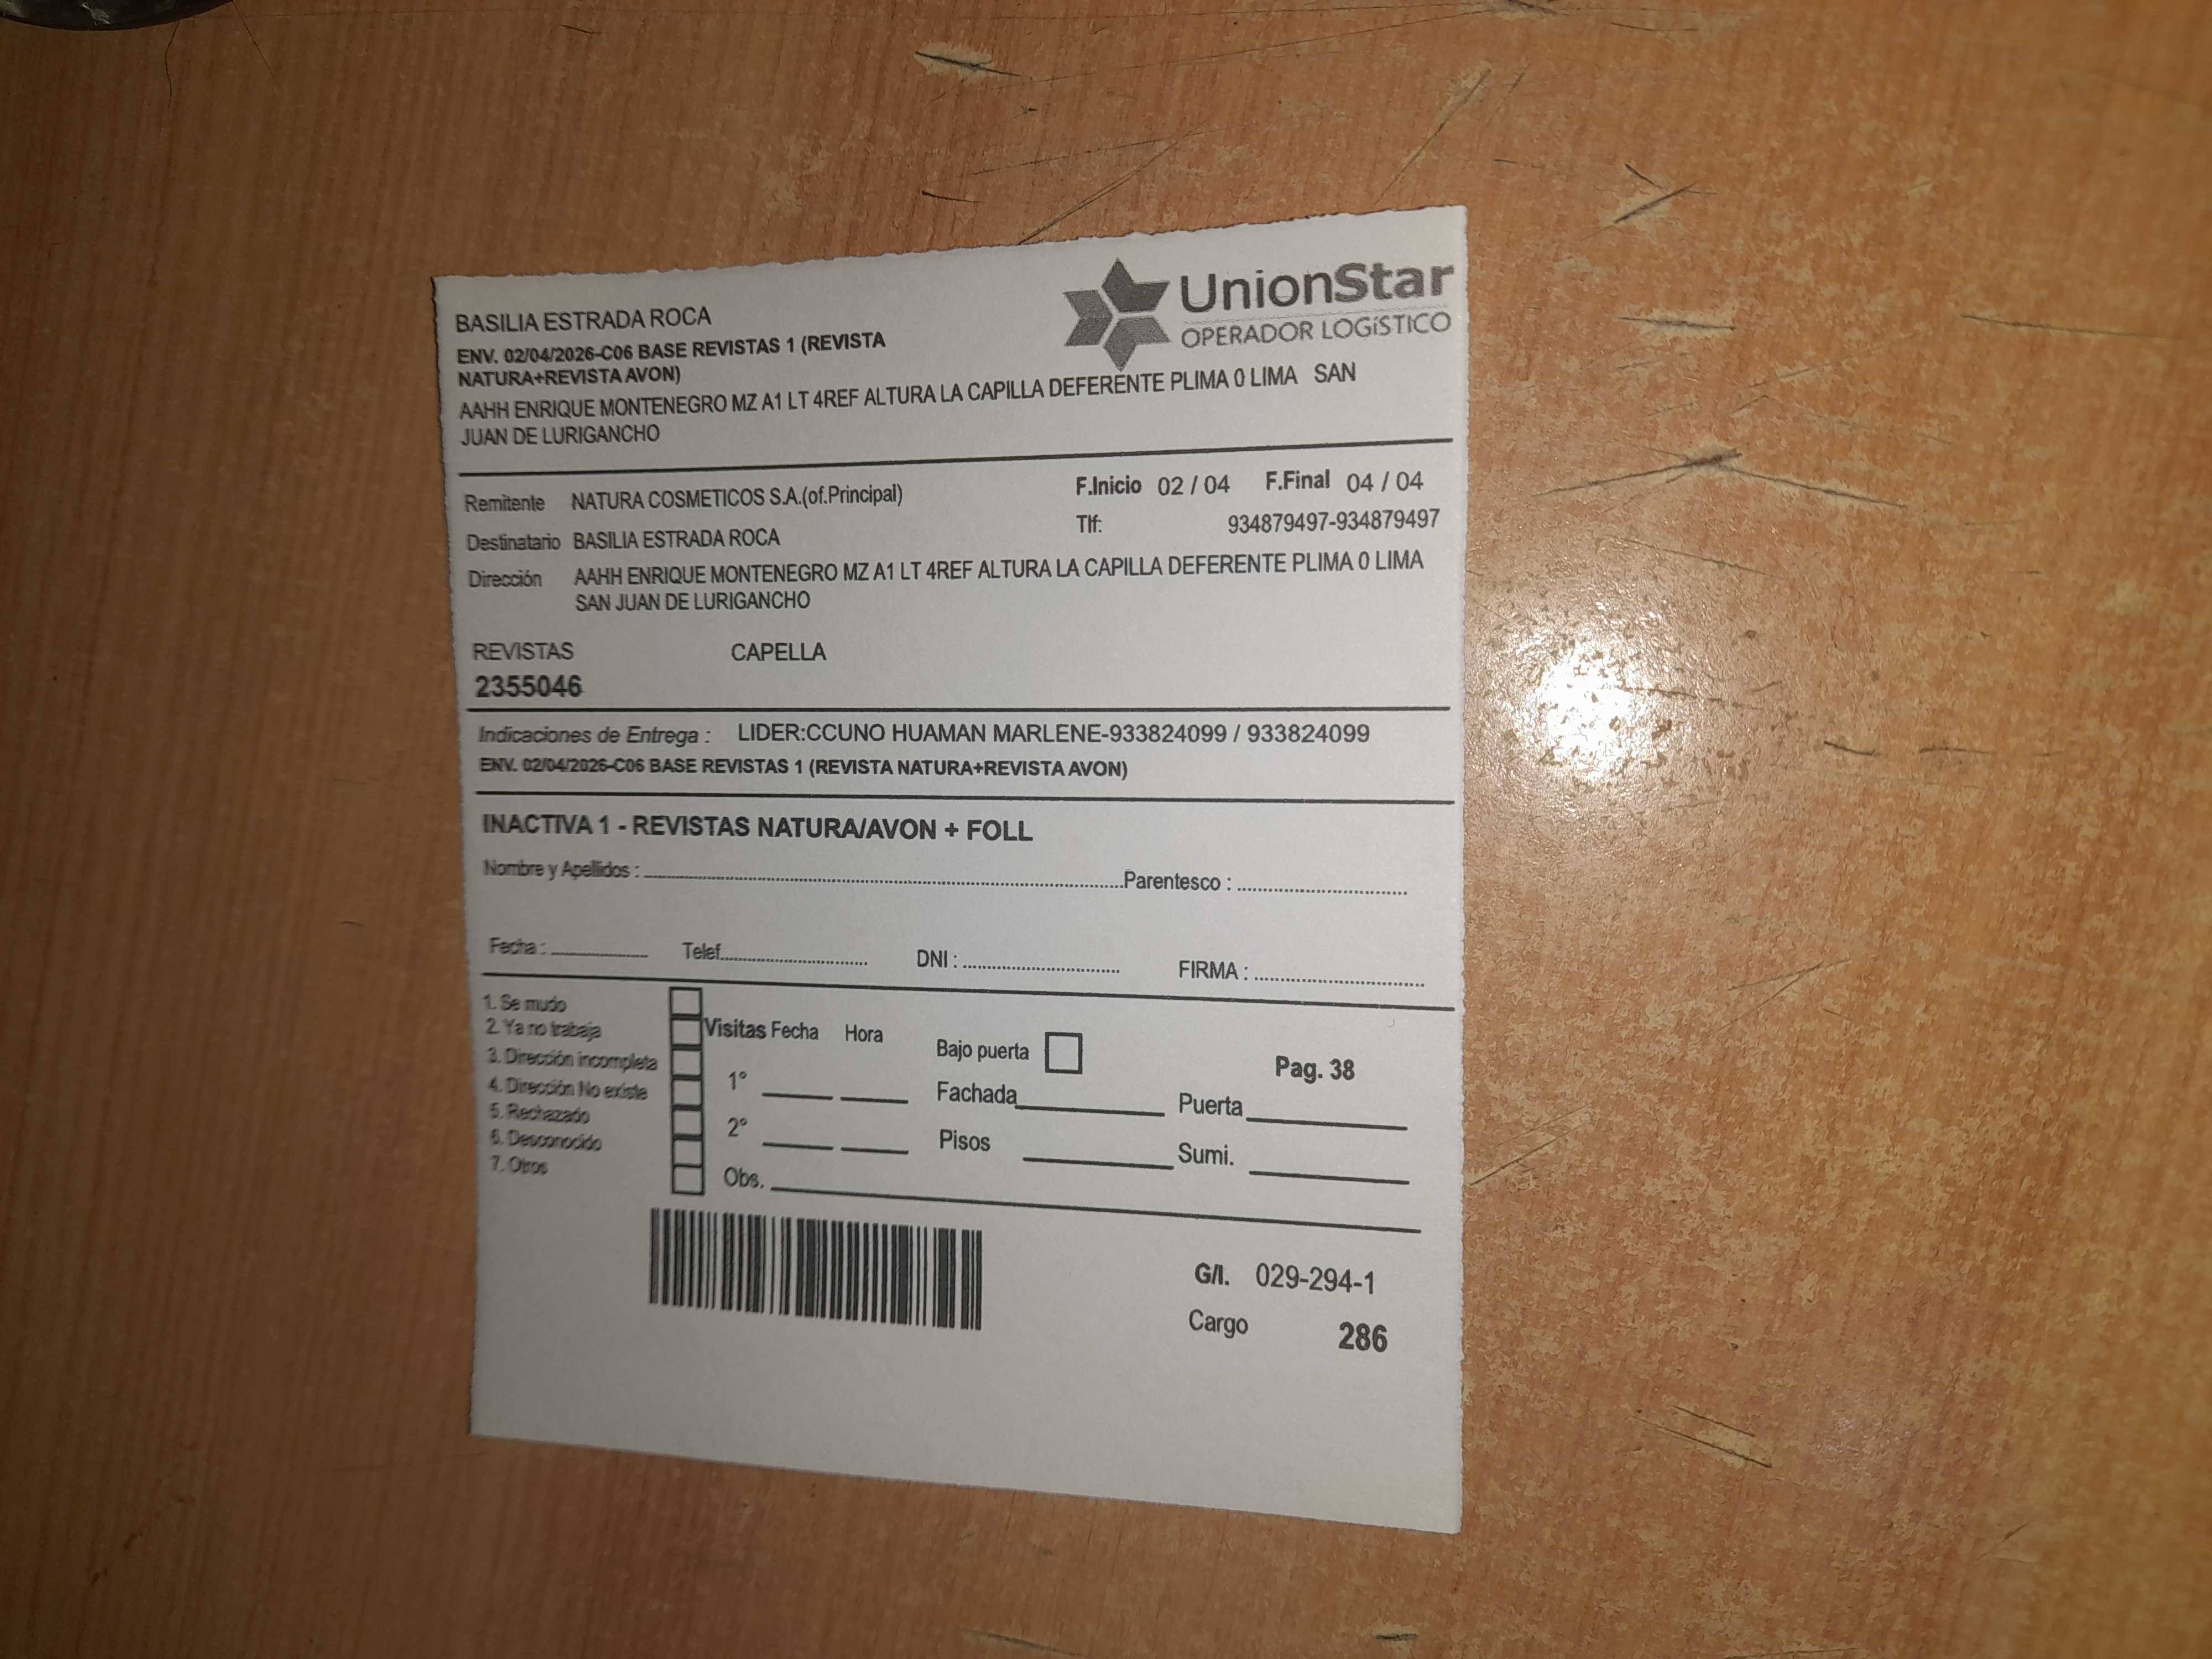 UnionStar
OPERADOR LOGíSTICO
BASILIA ESTRADA ROCA
ENV. 02/04/2026-C06 BASE REVISTAS 1 (REVISTA
NATURA+REVISTA AVON)
AAHH ENRIQUE MONTENEGRO MZ A1 LT 4REF ALTURA LA CAPILLA DEFERENTE PLIMA 0 LIMA SAN
JUAN DE LURIGANCHO
Remitente NATURA COSMETICOS S.A.(of.Principal) F.Inicio 02 / 04 F.Final 04 / 04
Destinatario BASILIA ESTRADA ROCA Tlf: 934879497-934879497
Dirección AAHH ENRIQUE MONTENEGRO MZ A1 LT 4REF ALTURA LA CAPILLA DEFERENTE PLIMA 0 LIMA
SAN JUAN DE LURIGANCHO
REVISTAS CAPELLA
2355046
Indicaciones de Entrega : LIDER:CCUNO HUAMAN MARLENE-933824099 / 933824099
ENV. 02/04/2026-C06 BASE REVISTAS 1 (REVISTA NATURA+REVISTA AVON)
INACTIVA 1 - REVISTAS NATURA/AVON + FOLL
Nombre y Apellidos : Parentesco :
Fecha : Telef. DNI : FIRMA :
1. Se mudo
2. Ya no trabaja Visitas Fecha Hora Bajo puerta Pag. 38
3. Dirección incompleta
4. Dirección No existe 1° Fachada Puerta
5. Rechazado
6. Desconocido 2° Pisos Sumi.
7. Otros Obs.
G/I. 029-294-1
Cargo 286